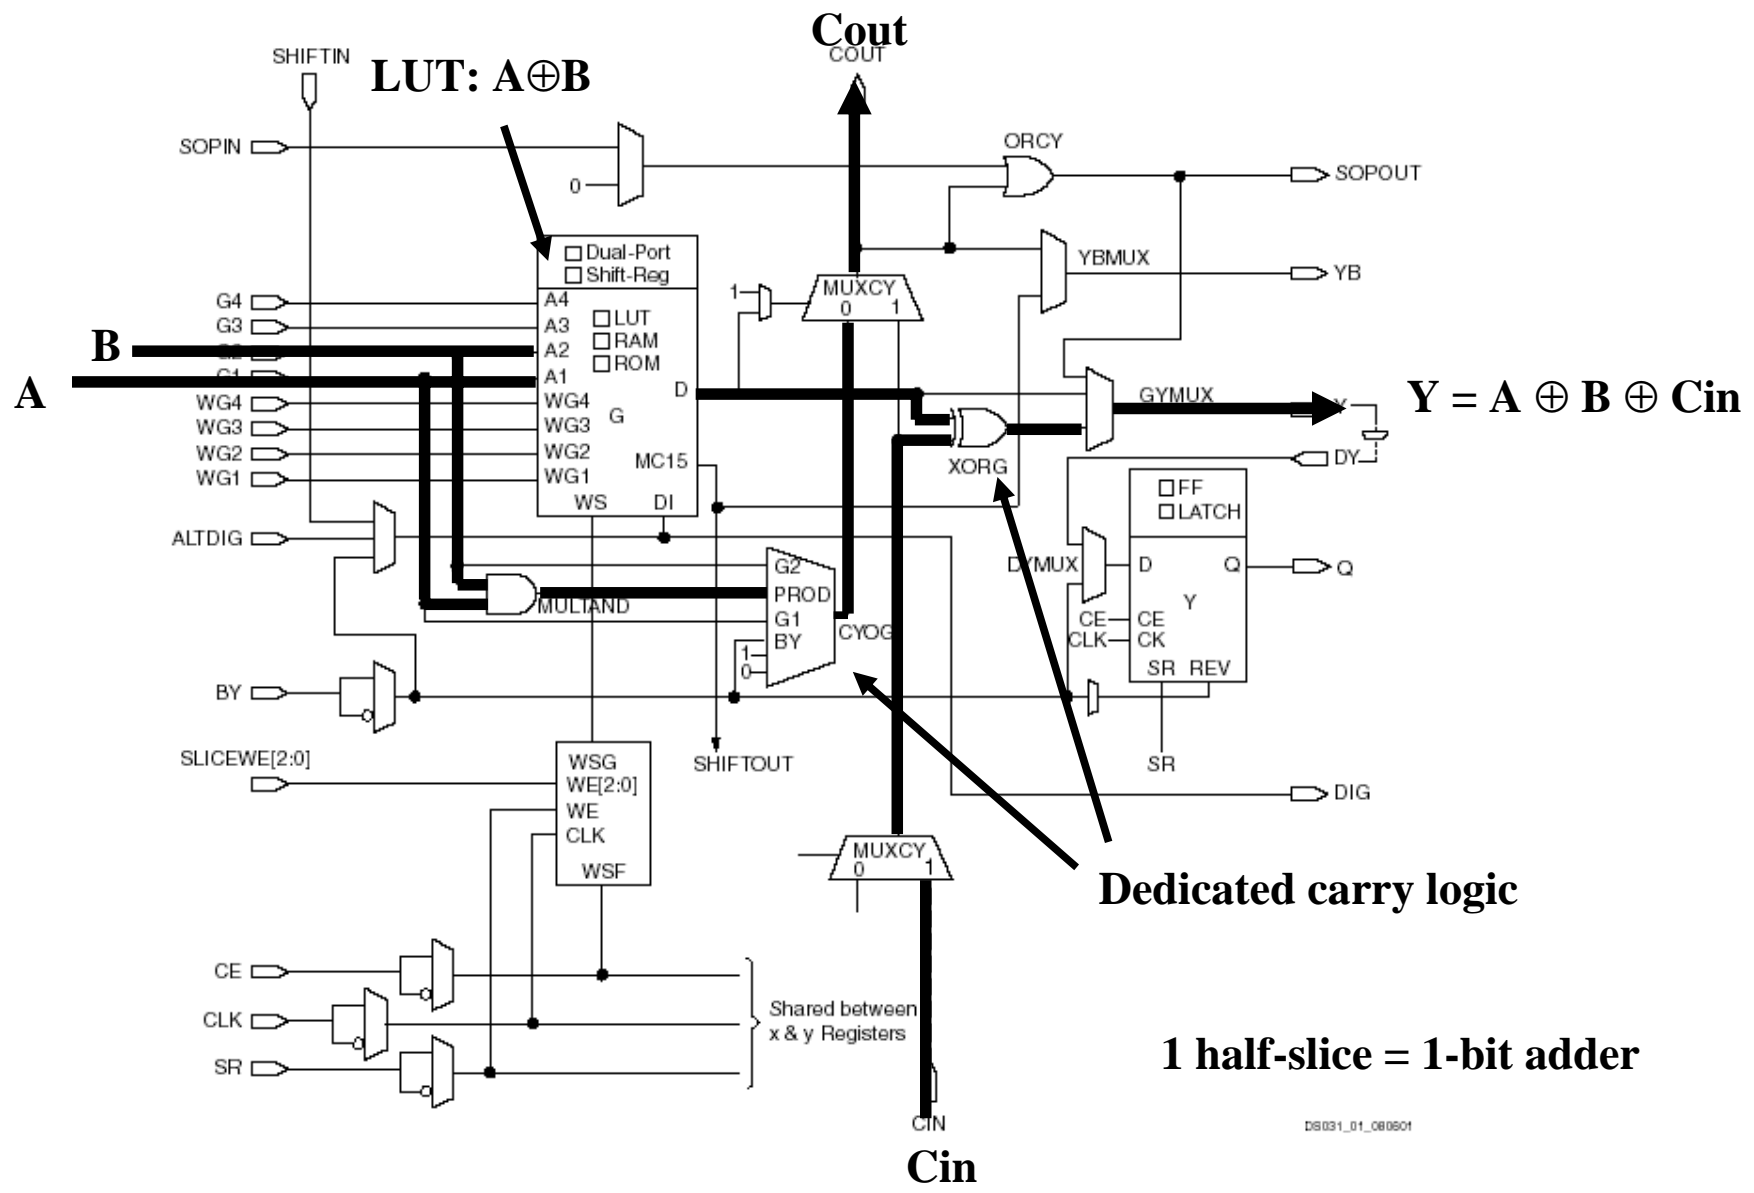 Cout
COUT
SHIFTIN
LUT: A⊕B
SOPIN
0
ORCY
SOPOUT
Dual-Port
Shift-Reg
YBMUX
YB
1
MUXCY
0 1
G4
A4
G3
A3
LUT
B
A2
RAM
A
G1
A1
ROM
D
WG4
WG4
G
WG3
WG3
WG2
WG2
WG1
WG1
MC15
WS
DI
GYMUX
Y = A ⊕ B ⊕ Cin
XORG
DY
FF
LATCH
ALTDIG
G2
PROD
G1
BY
1
0
MULTAND
CYOG
DYMUX
D
Q
Q
Y
CE
CE
CLK
CK
SR REV
BY
SR
SLICEWE[2:0]
WSG
WE[2:0]
WE
CLK
WSF
SHIFTOUT
DIG
MUXCY
0 1
Dedicated carry logic
CE
CLK
SR
Shared between
x & y Registers
1 half-slice = 1-bit adder
CIN
Cin
DS031_01_080601